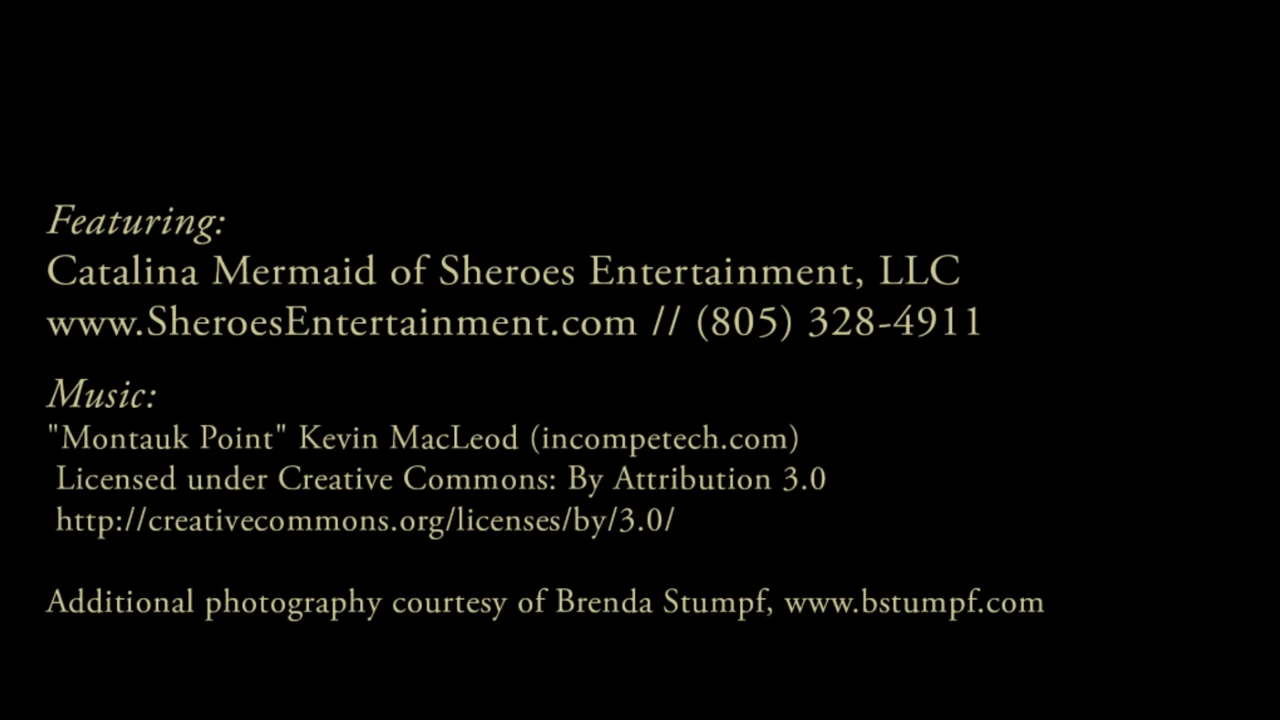 Featuring:
Catalina Mermaid of Sheroes Entertainment, LLC
www.SheroesEntertainment.com // (805) 328-4911
Music:
"Montauk Point" Kevin MacLeod (incompetech.com)
Licensed under Creative Commons: By Attribution 3.0
http://creativecommons.org/licenses/by/3.0/
Additional photography courtesy of Brenda Stumpf, www.bstumpf.com